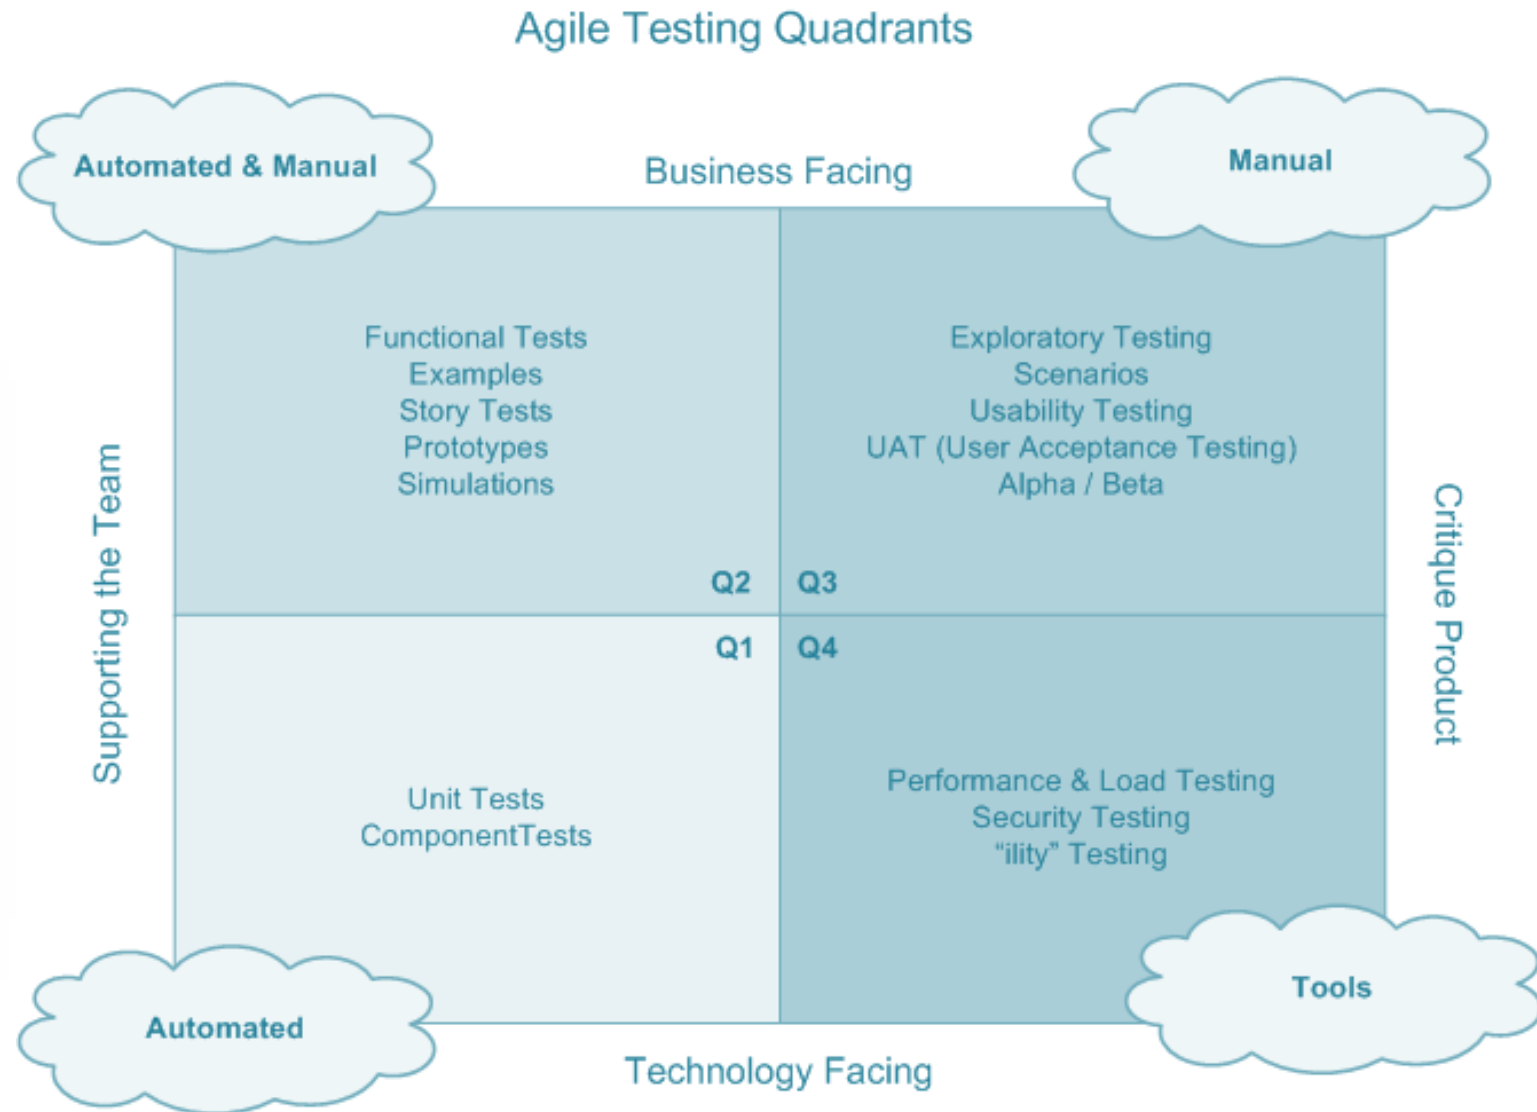 Agile Testing Quadrants
Automated & Manual
Business Facing
Manual
Functional Tests
Examples
Story Tests
Prototypes
Simulations
Exploratory Testing
Scenarios
Usability Testing
UAT (User Acceptance Testing)
Alpha / Beta
Supporting the Team
Critique Product
Q2
Q3
Q1
Q4
Unit Tests
ComponentTests
Performance & Load Testing
Security Testing
“ility” Testing
Automated
Tools
Technology Facing